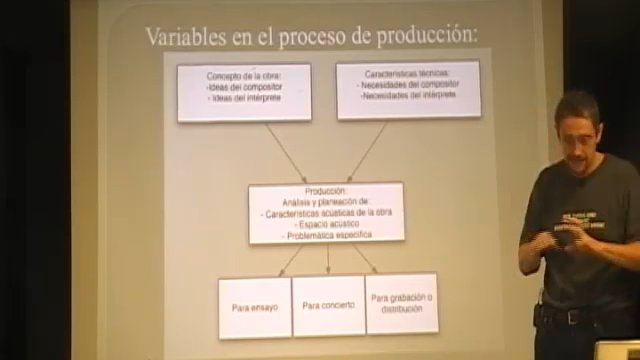 Variables en el proceso de producción:
Concepto de la obra:
-Ideas del compositor
- Ideas del intérprete
Características técnicas:
- Necesidades del compositor
-Necesidades del intérprete
Producción:
Análisis y planeación de:
- Características acústicas de la obra
- Espacio acústico
- Problemática específica
Para ensayo
Para concierto
Para grabación o
distribución